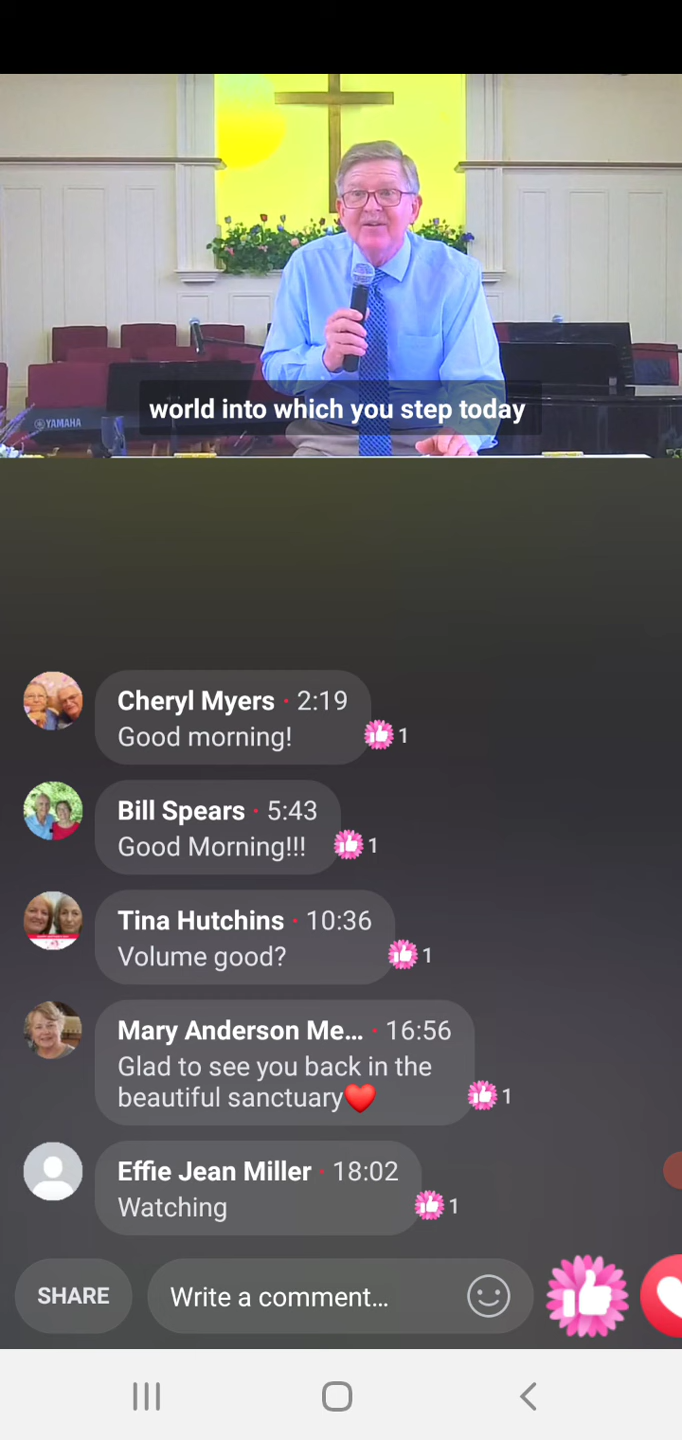 world into which you step today
YAMAHA
Cheryl Myers · 2:19
Good morning!
1
Bill Spears · 5:43
Good Morning!!!
1
Tina Hutchins · 10:36
Volume good?
1
Mary Anderson Me... · 16:56
Glad to see you back in the
beautiful sanctuary❤️
1
Effie Jean Miller · 18:02
Watching
1
SHARE
Write a comment...